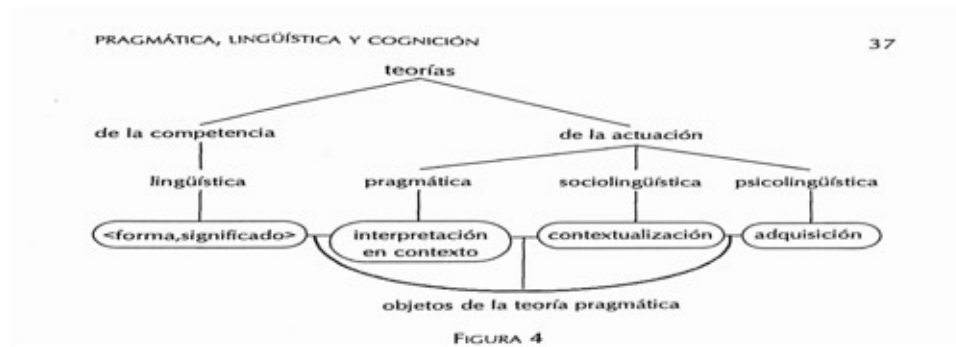 PRAGMÁTICA, LINGÜÍSTICA Y COGNICIÓN 37
teorías
de la competencia de la actuación
lingüística pragmática sociolingüística psicolingüística
<forma,significado> interpretación en contexto contextualización adquisición
objetos de la teoría pragmática
FIGURA 4